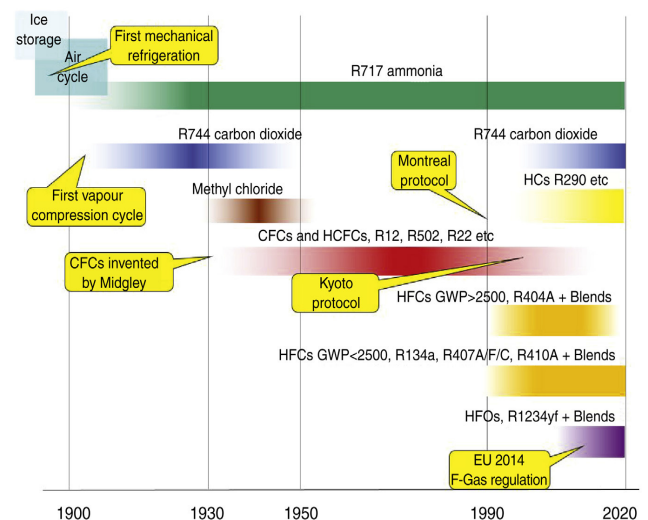 Ice
storage
Air
cycle
First mechanical
refrigeration
R717 ammonia
R744 carbon dioxide
R744 carbon dioxide
Montreal
protocol
HCs R290 etc
First vapour
compression cycle
Methyl chloride
CFCs and HCFCs, R12, R502, R22 etc
CFCs invented
by Midgley
Kyoto
protocol
HFCs GWP>2500, R404A + Blends
HFCs GWP<2500, R134a, R407A/F/C, R410A + Blends
HFOs, R1234yf + Blends
EU 2014
F-Gas regulation
1900 1930 1950 1990 2020